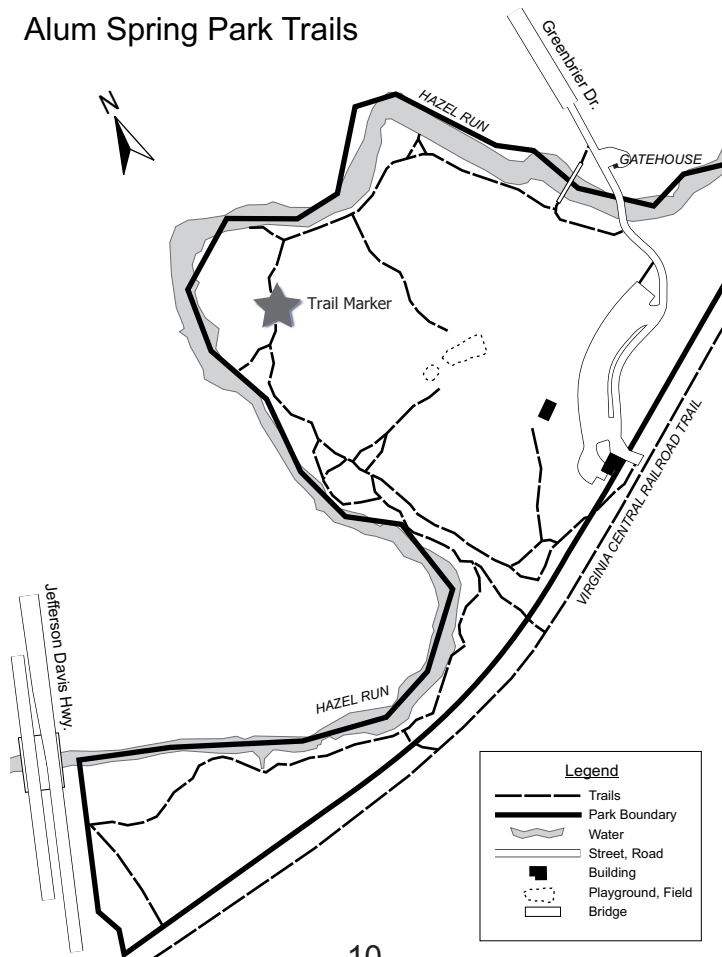 Alum Spring Park Trails
N
HAZEL RUN
Greenbrier Dr.
GATEHOUSE
Trail Marker
VIRGINIA CENTRAL RAILROAD TRAIL
Jefferson Davis Hwy.
HAZEL RUN
Legend
Trails
Park Boundary
Water
Street, Road
Building
Playground, Field
Bridge
10